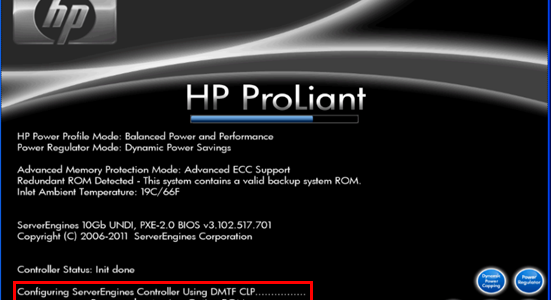 hp
HP ProLiant
HP Power Profile Mode: Balanced Power and Performance
Power Regulator Mode: Dynamic Power Savings
Advanced Memory Protection Mode: Advanced ECC Support
Redundant ROM Detected - This system contains a valid backup system ROM.
Inlet Ambient Temperature: 19C/66F
ServerEngines 10Gb UNDI, PXE-2.0 BIOS v3.102.517.701
Copyright (C) 2006-2011  ServerEngines Corporation
Controller Status: Init done
Configuring ServerEngines Controller Using DMTF CLP................
Dynamic
Power
Capping
Power
Regulator